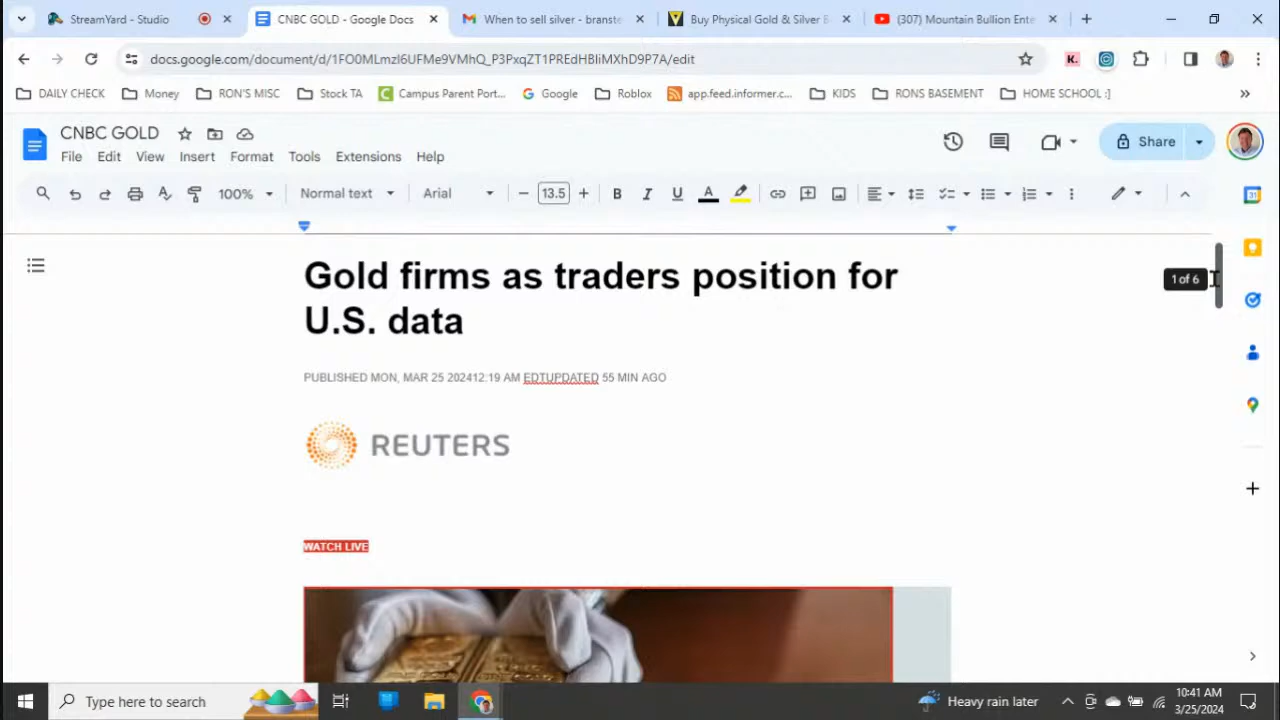 StreamYard - Studio
CNBC GOLD - Google Docs
When to sell silver - branste
Buy Physical Gold & Silver B
(307) Mountain Bullion Ente
docs.google.com/document/d/1FO0MLmzI6UFMe9VMhQ_P3PxqZT1PREdHBliMXhD9P7A/edit
DAILY CHECK
Money
RON'S MISC
Stock TA
Campus Parent Port...
Google
Roblox
app.feed.informer.c...
KIDS
RONS BASEMENT
HOME SCHOOL :]
CNBC GOLD
Share
File Edit View Insert Format Tools Extensions Help
100% Normal text Arial 13.5 B I U A
Gold firms as traders position for
U.S. data
1 of 6
PUBLISHED MON, MAR 25 202412:19 AM EDTUPDATED 55 MIN AGO
REUTERS
WATCH LIVE
Type here to search
Heavy rain later
10:41 AM
3/25/2024